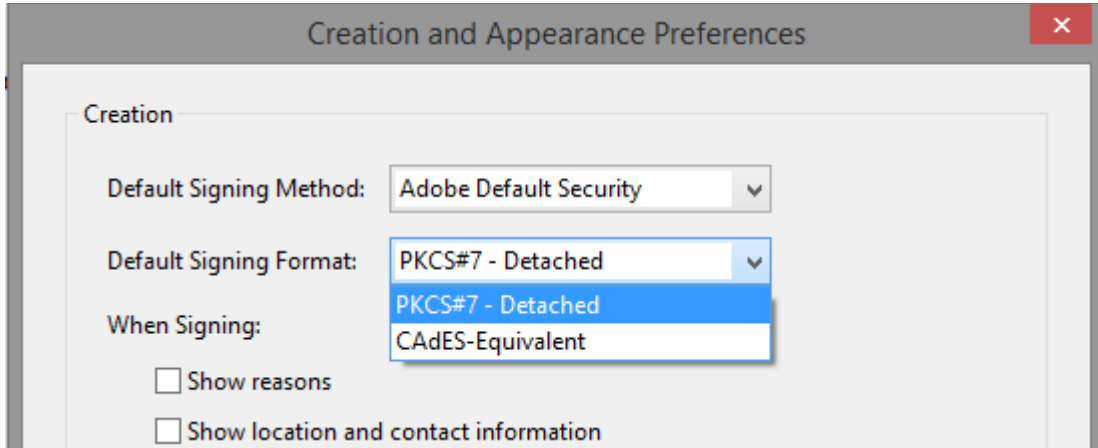 Creation and Appearance Preferences
Creation
Default Signing Method: Adobe Default Security
Default Signing Format: PKCS#7 - Detached
PKCS#7 - Detached
When Signing:
CAdES-Equivalent
Show reasons
Show location and contact information